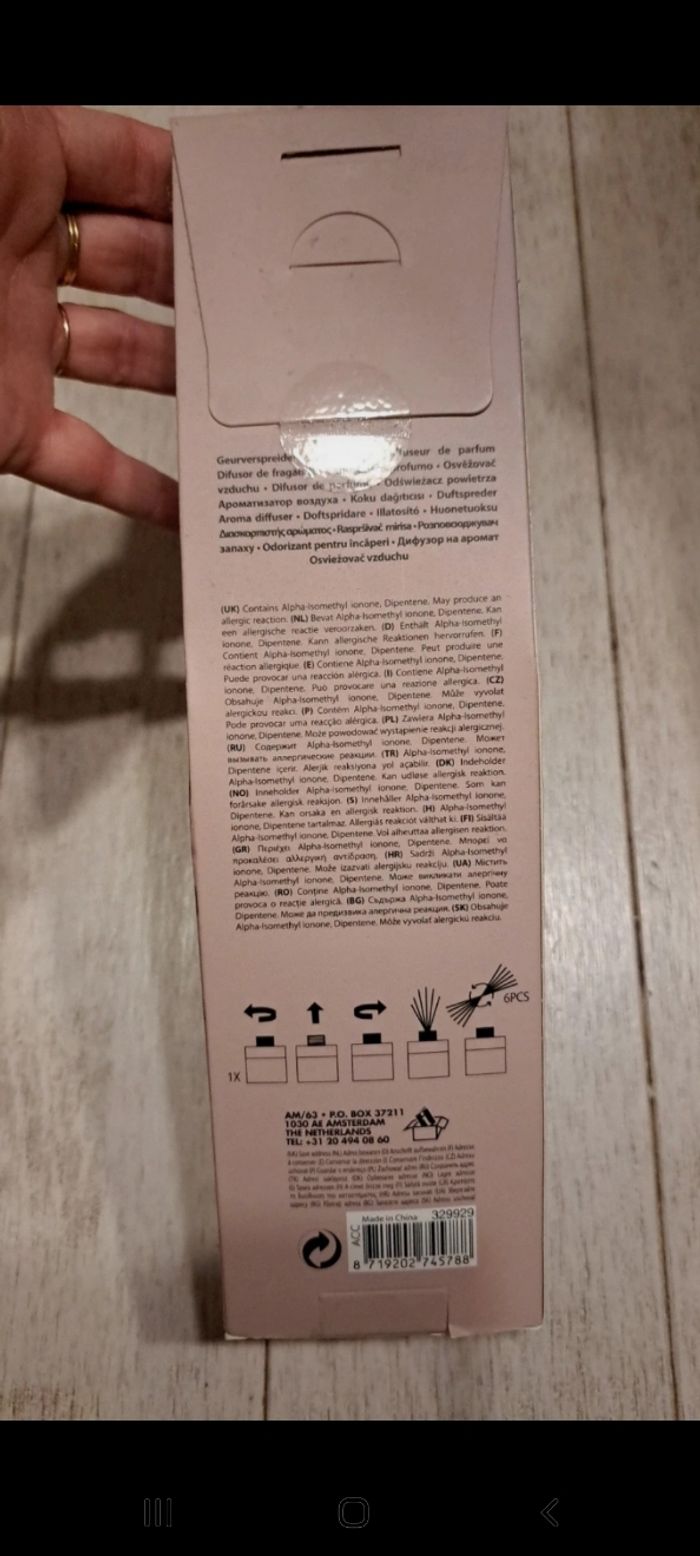 Geurverspreider useur de parfum
Difusor de rofumo • Osvěžovač
vzduchu • Difusor de • Odświeżacz powietrza
Ароматизатор воздуха • Koku dağıtıcısı • Duftspreder
Aroma diffuser • Doftspridare • Illatosító • Huonetuoksu
Διασκορπιστής αρώματος • Raspršivač mirisa • Розповсюджувач
запаху • Odorizant pentru încăperi • Дифузор на аромат
Osviežovač vzduchu
(UK) Contains Alpha-Isomethyl ionone, Dipentene. May produce an
allergic reaction. (NL) Bevat Alpha-Isomethyl ionone, Dipentene. Kan
een allergische reactie veroorzaken. (D) Enthält Alpha-Isomethyl
ionone, Dipentene. Kann allergische Reaktionen hervorrufen. (F)
Contient Alpha-Isomethyl ionone, Dipentene. Peut produire une
réaction allergique. (E) Contiene Alpha-Isomethyl ionone, Dipentene.
Puede provocar una reacción alérgica. (I) Contiene Alpha-Isomethyl
ionone, Dipentene. Può provocare una reazione allergica. (CZ)
Obsahuje Alpha-Isomethyl ionone, Dipentene. Může vyvolat
alergickou reakci. (P) Contém Alpha-Isomethyl ionone, Dipentene.
Pode provocar uma reacção alérgica. (PL) Zawiera Alpha-Isomethyl
ionone, Dipentene. Może powodować wystąpienie reakcji alergicznej.
(RU) Содержит Alpha-Isomethyl ionone, Dipentene. Может
вызывать аллергические реакции. (TR) Alpha-Isomethyl ionone,
Dipentene içerir. Alerjik reaksiyona yol açabilir. (DK) Indeholder
Alpha-Isomethyl ionone, Dipentene. Kan udløse allergisk reaktion.
(NO) Inneholder Alpha-Isomethyl ionone, Dipentene. Som kan
forårsake allergisk reaksjon. (S) Innehåller Alpha-Isomethyl ionone,
Dipentene. Kan orsaka en allergisk reaktion. (H) Alpha-Isomethyl
ionone, Dipentene tartalmaz. Allergiás reakciót válthat ki. (FI) Sisältää
Alpha-Isomethyl ionone, Dipentene. Voi aiheuttaa allergisen reaktion.
(GR) Περιέχει Alpha-Isomethyl ionone, Dipentene. Μπορεί να
προκαλέσει αλλεργική αντίδραση. (HR) Sadrži Alpha-Isomethyl
ionone, Dipentene. Može izazvati alergijsku reakciju. (UA) Містить
Alpha-Isomethyl ionone, Dipentene. Може викликати алергічну
реакцію. (RO) Conține Alpha-Isomethyl ionone, Dipentene. Poate
provoca o reacție alergică. (BG) Съдържа Alpha-Isomethyl ionone,
Dipentene. Може да предизвика алергична реакция. (SK) Obsahuje
Alpha-Isomethyl ionone, Dipentene. Môže vyvolať alergickú reakciu.
6PCS
1X
AM/63 • P.O. BOX 37211
1030 AE AMSTERDAM
THE NETHERLANDS
TEL: +31 20 494 08 60
ACC
Made in China 329929
8 719202 745788